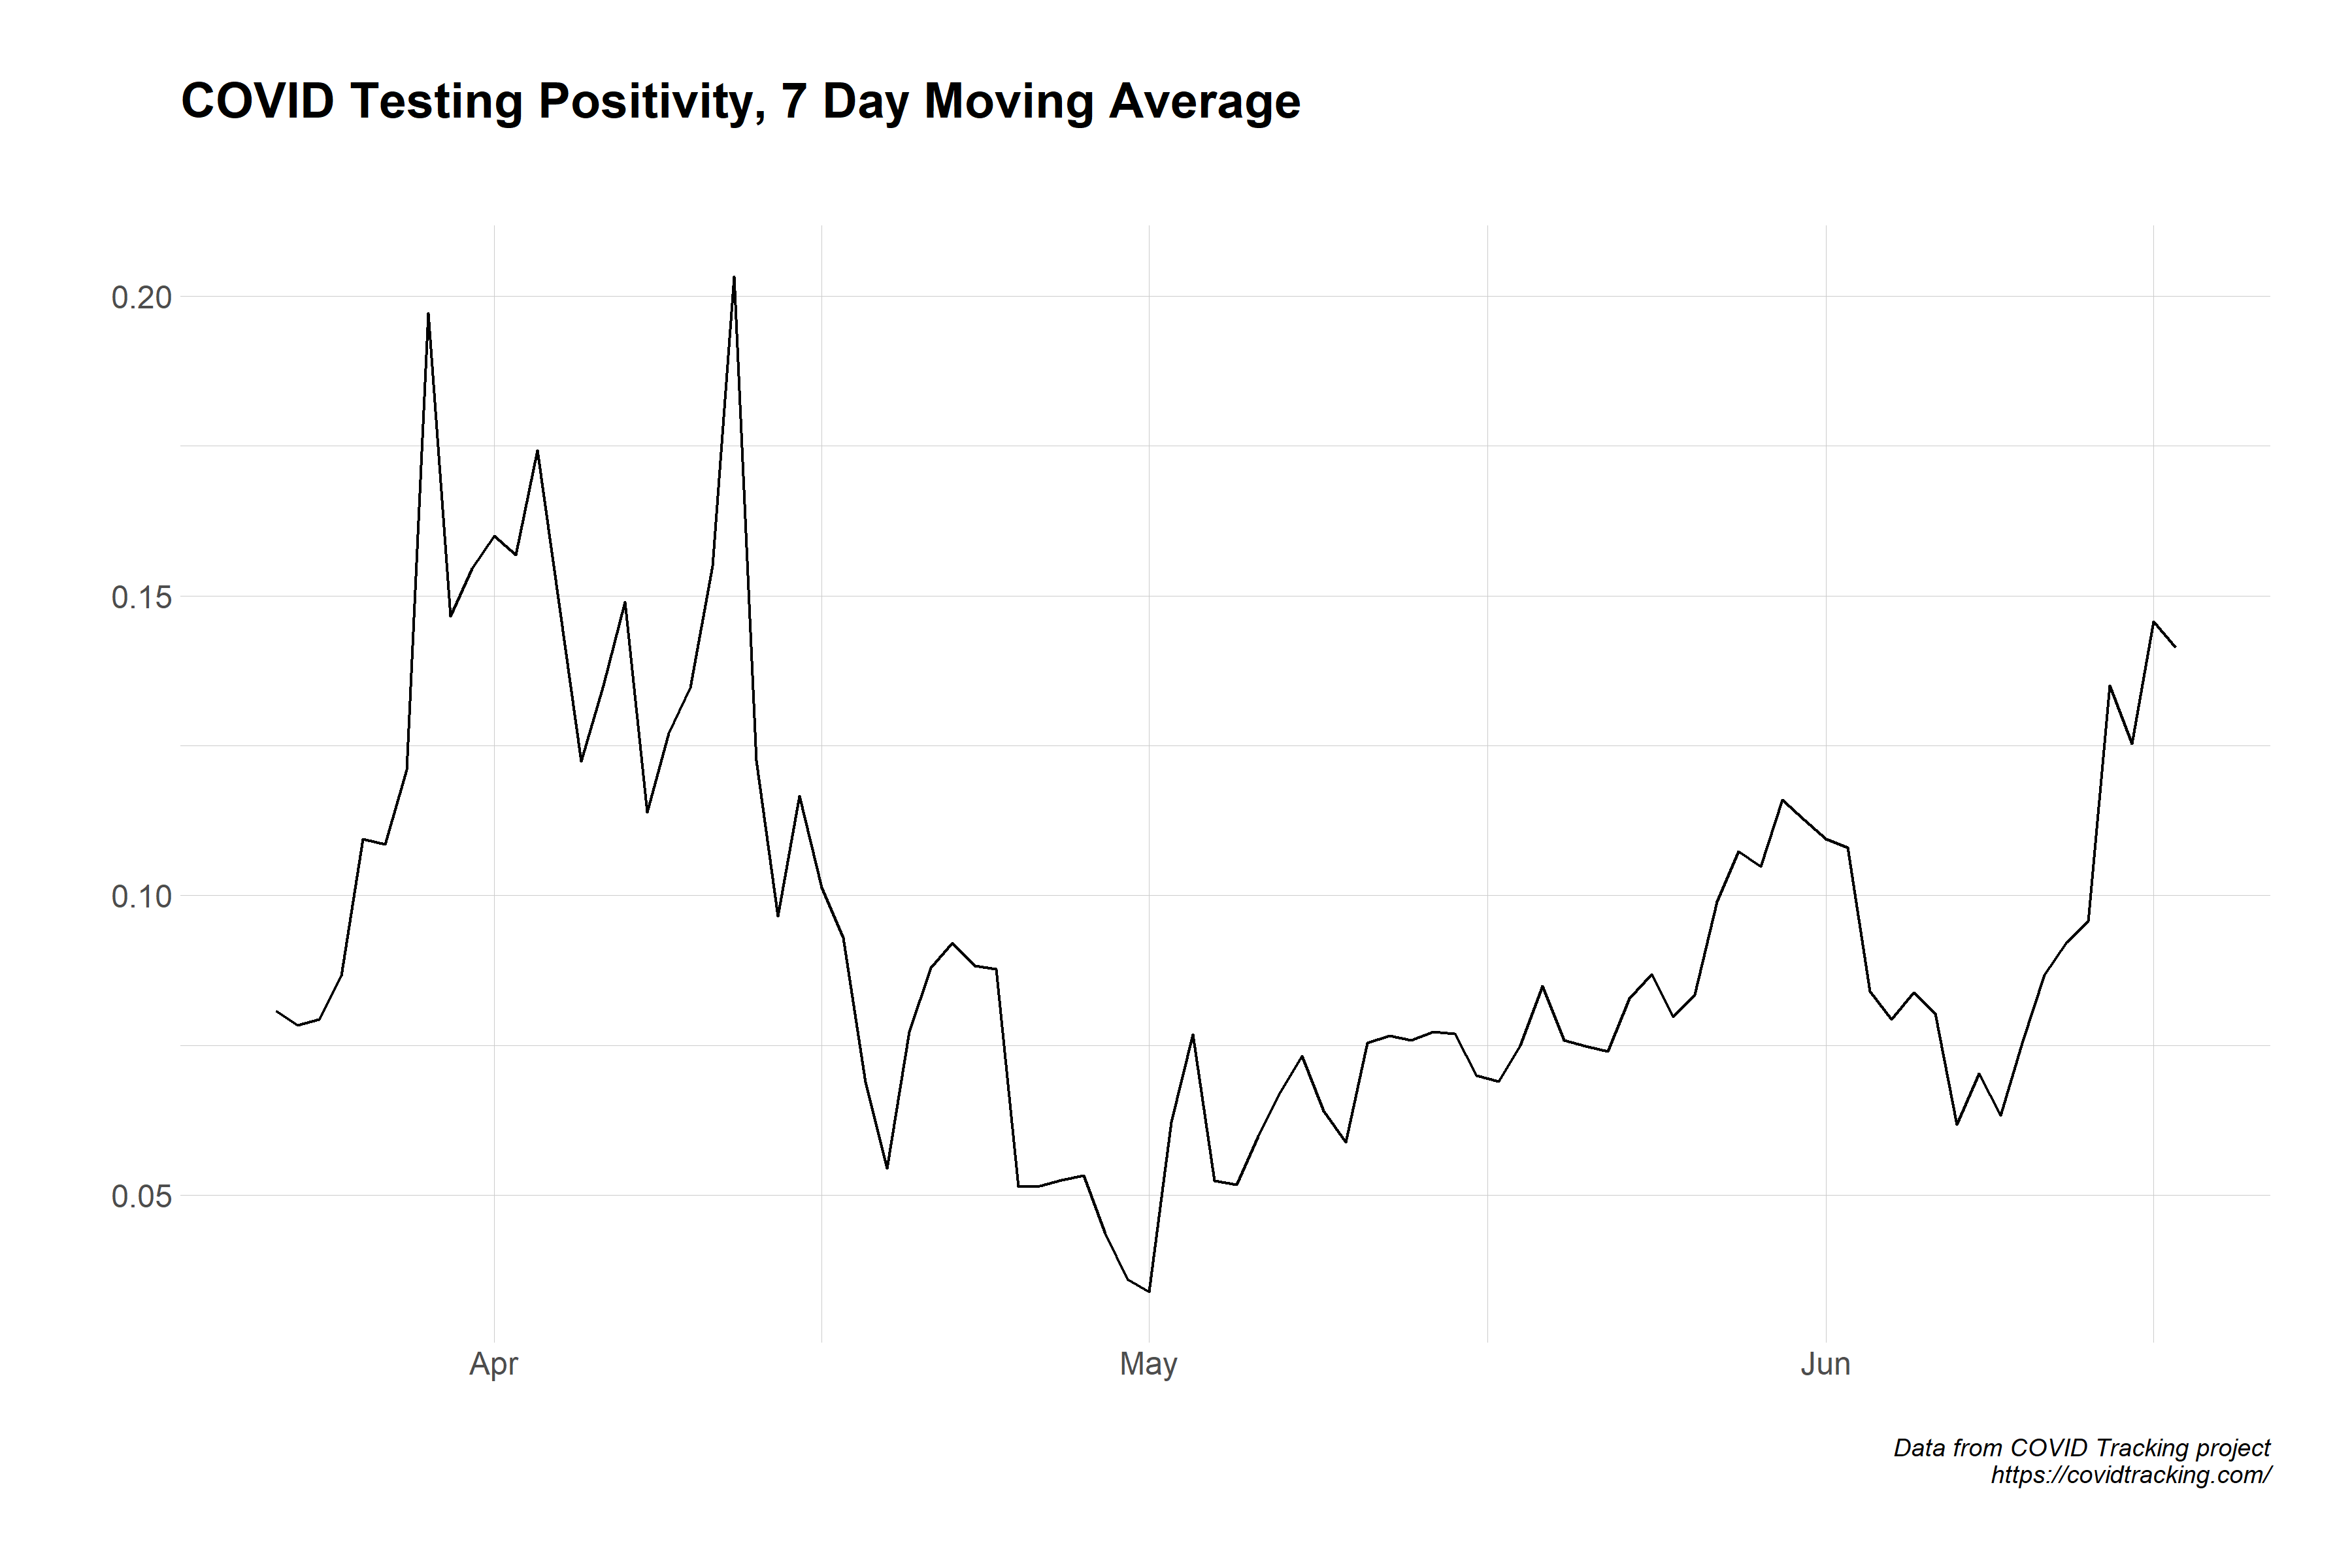 COVID Testing Positivity, 7 Day Moving Average
0.20
0.15
0.10
0.05
Apr May Jun
Data from COVID Tracking project
https://covidtracking.com/